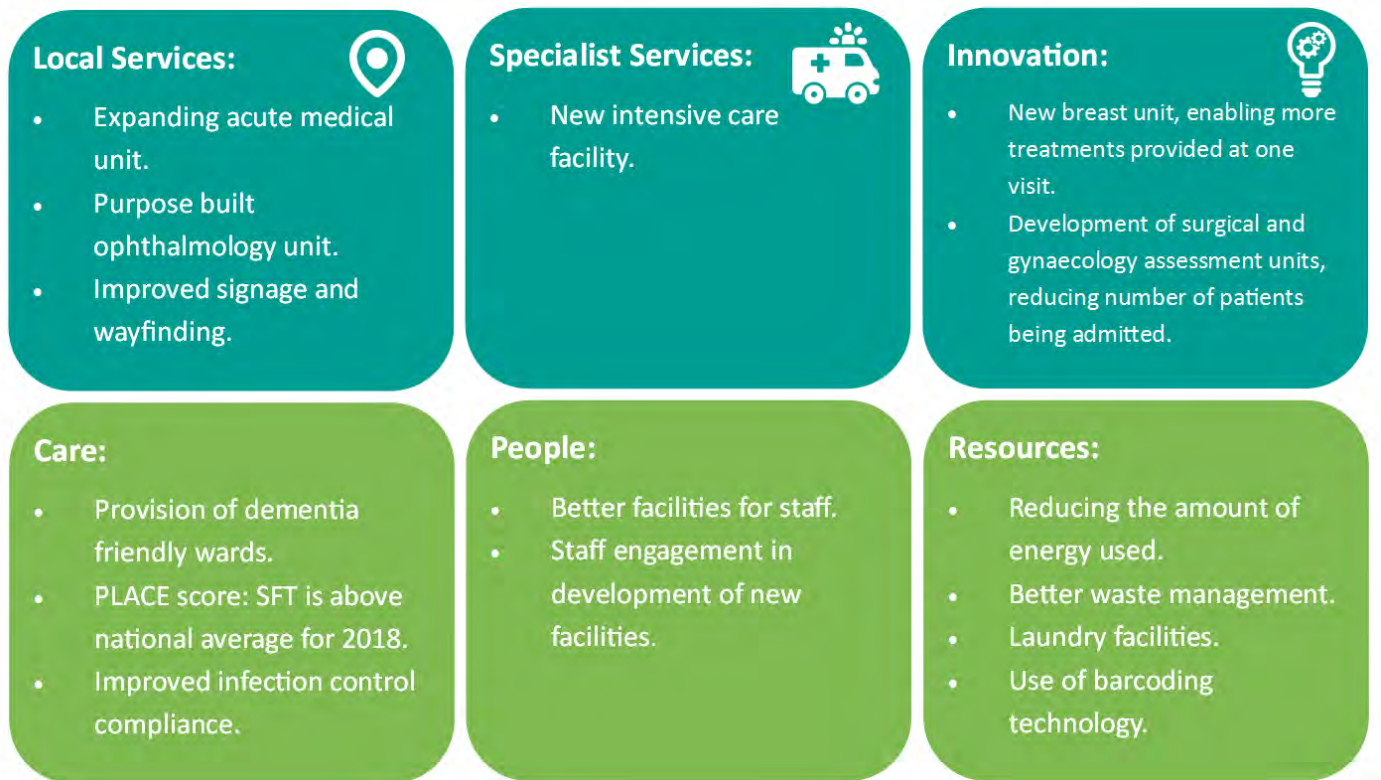 Local Services:
• Expanding acute medical
unit.
• Purpose built
ophthalmology unit.
• Improved signage and
wayfinding.
Specialist Services:
• New intensive care
facility.
Innovation:
• New breast unit, enabling more
treatments provided at one
visit.
• Development of surgical and
gynaecology assessment units,
reducing number of patients
being admitted.
Care:
• Provision of dementia
friendly wards.
• PLACE score: SFT is above
national average for 2018.
• Improved infection control
compliance.
People:
• Better facilities for staff.
• Staff engagement in
development of new
facilities.
Resources:
• Reducing the amount of
energy used.
• Better waste management.
• Laundry facilities.
• Use of barcoding
technology.